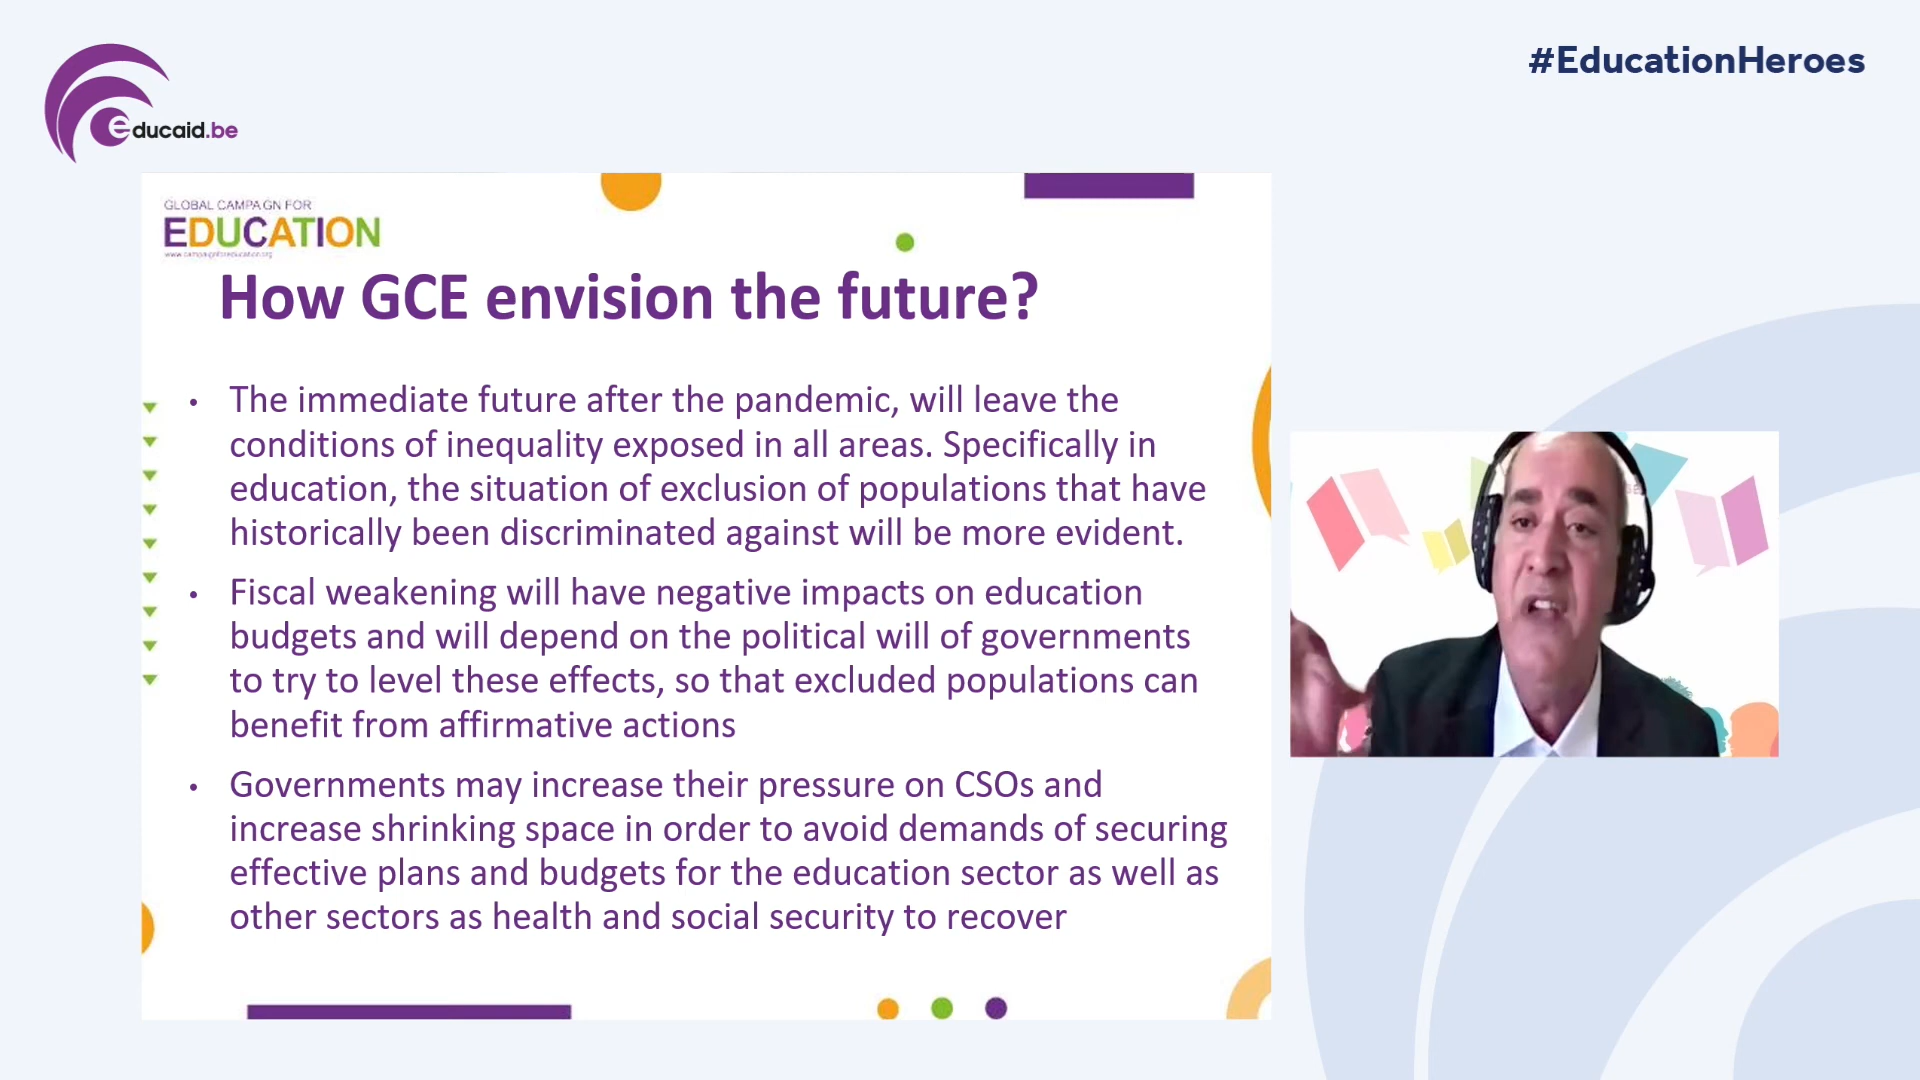 #EducationHeroes
educaid.be
GLOBAL CAMPAIGN FOR
EDUCATION
www.campaignforeducation.org
How GCE envision the future?
• The immediate future after the pandemic, will leave the
conditions of inequality exposed in all areas. Specifically in
education, the situation of exclusion of populations that have
historically been discriminated against will be more evident.
• Fiscal weakening will have negative impacts on education
budgets and will depend on the political will of governments
to try to level these effects, so that excluded populations can
benefit from affirmative actions
• Governments may increase their pressure on CSOs and
increase shrinking space in order to avoid demands of securing
effective plans and budgets for the education sector as well as
other sectors as health and social security to recover